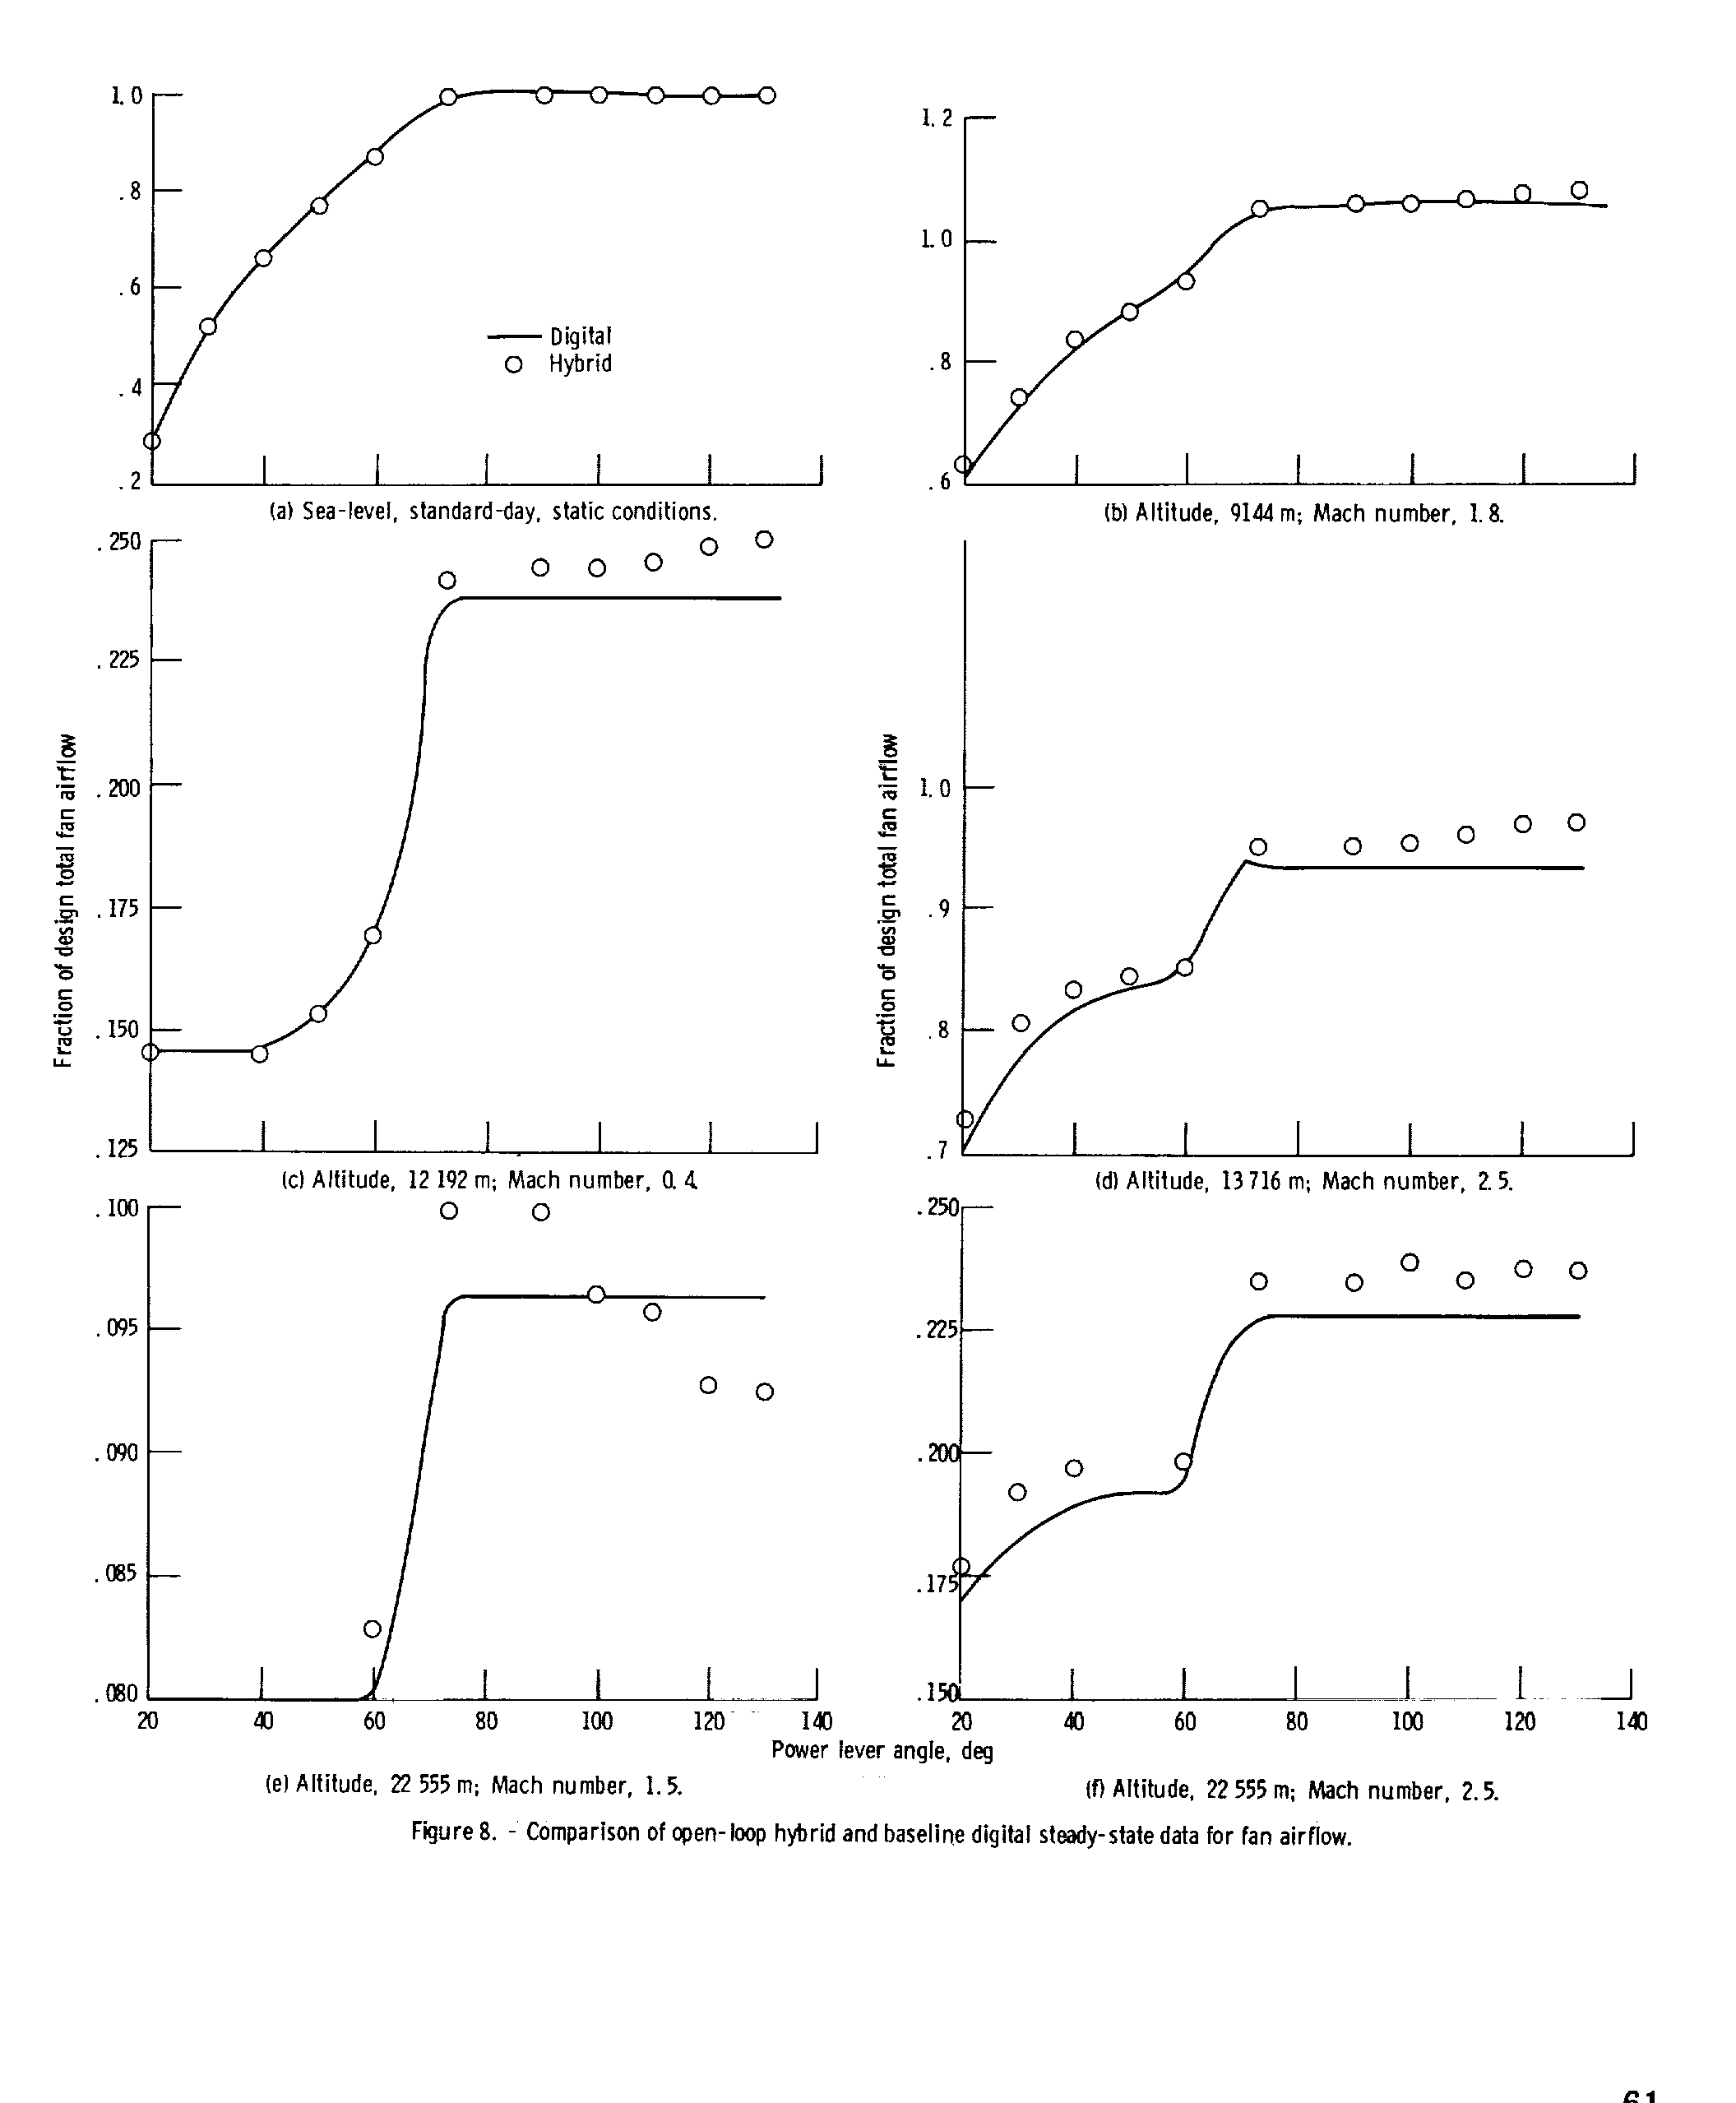 1.0
.8
.6
.4
.2
Digital
Hybrid
(a) Sea-level, standard-day, static conditions.
1.2
1.0
.8
.6
(b) Altitude, 9144 m; Mach number, 1.8.
.250
.225
.200
.175
.150
.125
Fraction of design total fan airflow
(c) Altitude, 12 192 m; Mach number, 0.4.
1.0
.9
.8
.7
Fraction of design total fan airflow
(d) Altitude, 13 716 m; Mach number, 2.5.
.100
.095
.090
.085
.080
20 40 60 80 100 120 140
(e) Altitude, 22 555 m; Mach number, 1.5.
.250
.225
.200
.175
.150
20 40 60 80 100 120 140
Power lever angle, deg
(f) Altitude, 22 555 m; Mach number, 2.5.
Figure 8. - Comparison of open-loop hybrid and baseline digital steady-state data for fan airflow.
61